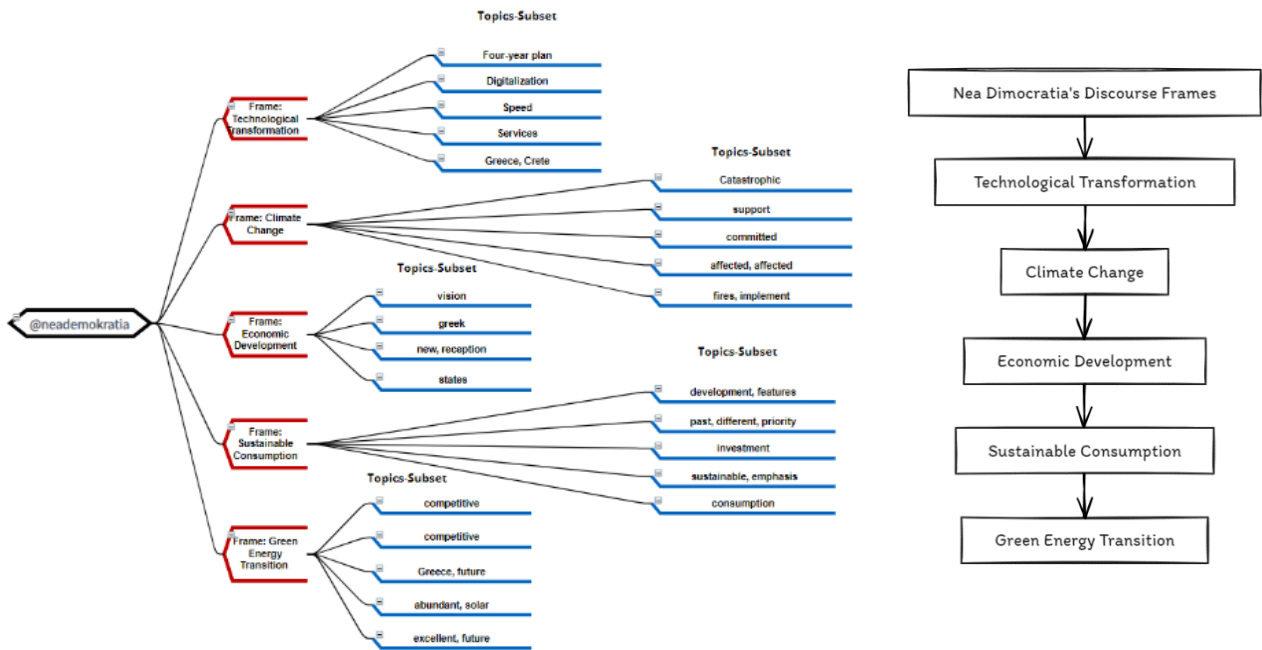 Topics-Subset
Four-year plan
Digitalization
Speed
Services
Greece, Crete
Frame:
Technological
Transformation
Topics-Subset
Catastrophic
support
committed
affected, affected
fires, implement
Frame: Climate
Change
Topics-Subset
vision
greek
new, reception
states
Frame:
Economic
Development
@neademokratia
Topics-Subset
development, features
past, different, priority
investment
sustainable, emphasis
consumption
Frame:
Sustainable
Consumption
Topics-Subset
competitive
competitive
Greece, future
abundant, solar
excellent, future
Frame: Green
Energy
Transition
Nea Dimocratia's Discourse Frames
Technological Transformation
Climate Change
Economic Development
Sustainable Consumption
Green Energy Transition